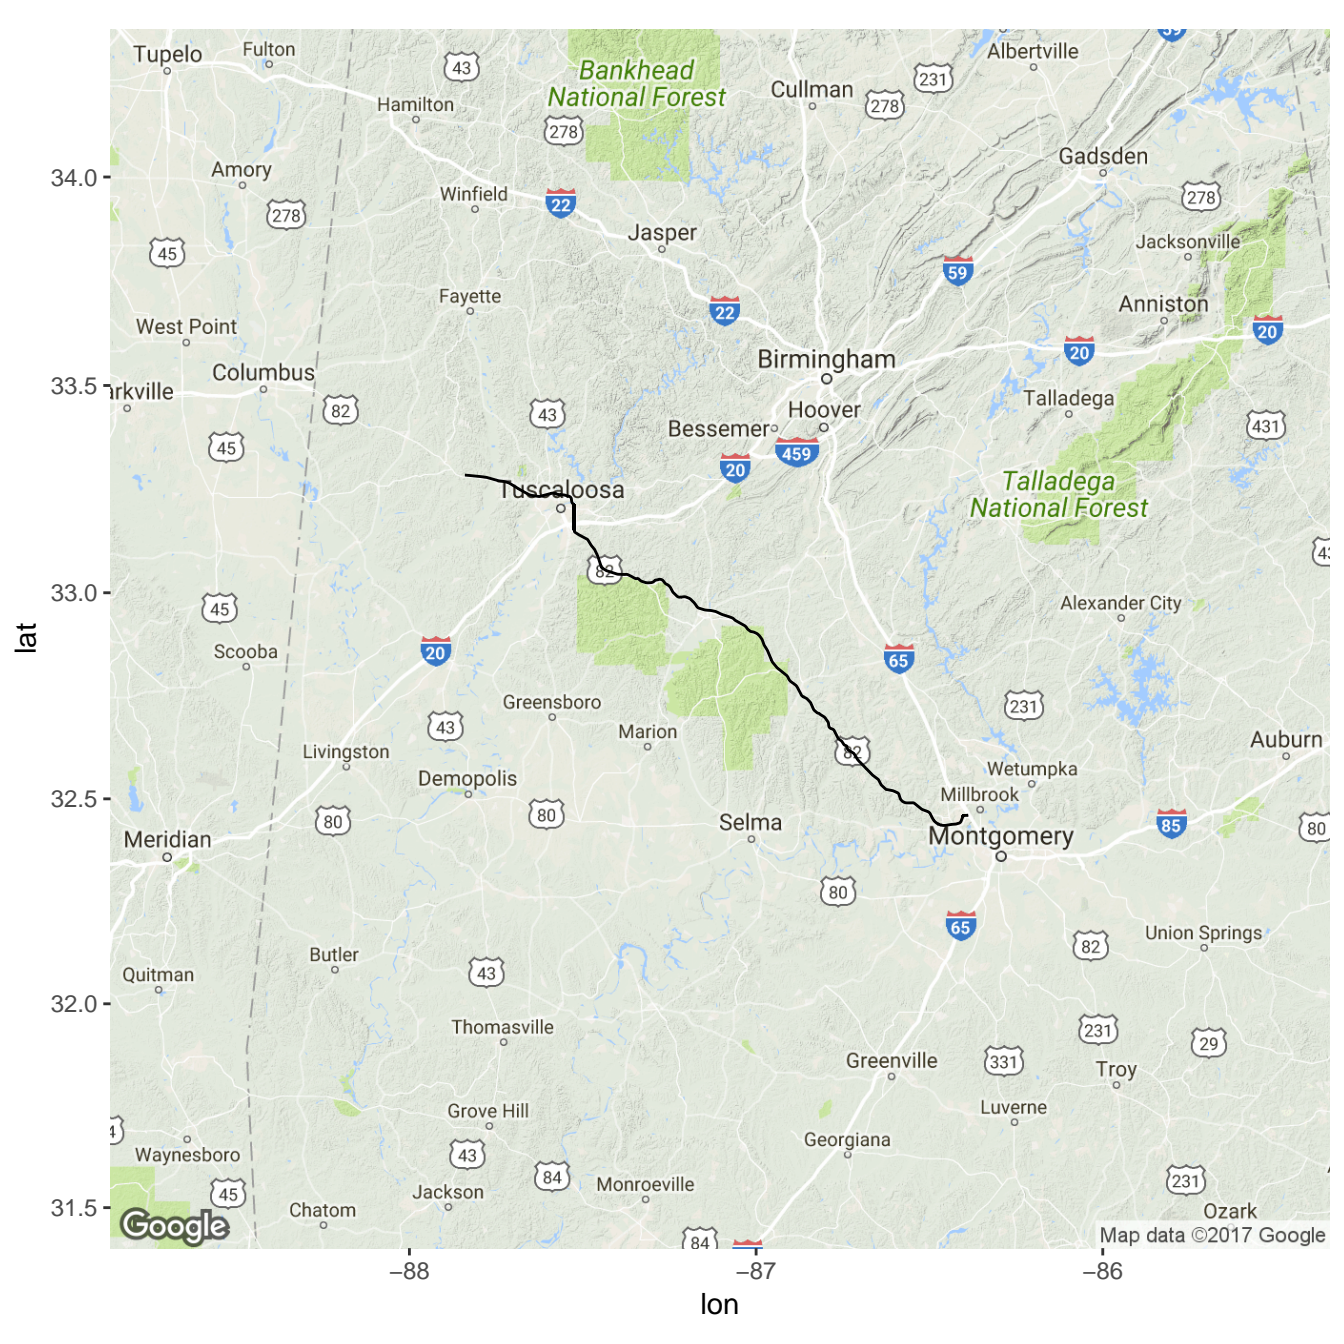 59
Tupelo
Fulton
43
Bankhead
National Forest
Cullman
231
Albertville
Hamilton
278
278
34.0
Amory
278
Winfield
22
Gadsden
278
45
Jasper
59
Jacksonville
Fayette
22
Anniston
West Point
20
20
Birmingham
33.5
arkville
Columbus
82
43
Hoover
Talladega
45
Bessemer
459
20
431
Talladega
National Forest
Tuscaloosa
82
43
33.0
45
Alexander City
lat
Scooba
20
65
Greensboro
231
43
Marion
82
Livingston
Auburn
Demopolis
Wetumpka
32.5
80
80
Millbrook
Selma
85
80
Meridian
Montgomery
80
65
Butler
82
Union Springs
Quitman
43
32.0
Thomasville
231
29
Greenville
331
Troy
Grove Hill
Luverne
4
Georgiana
Waynesboro
43
84
231
45
Jackson
Monroeville
31.5
Chatom
Ozark
Google
84
Map data ©2017 Google
−88
−87
−86
lon